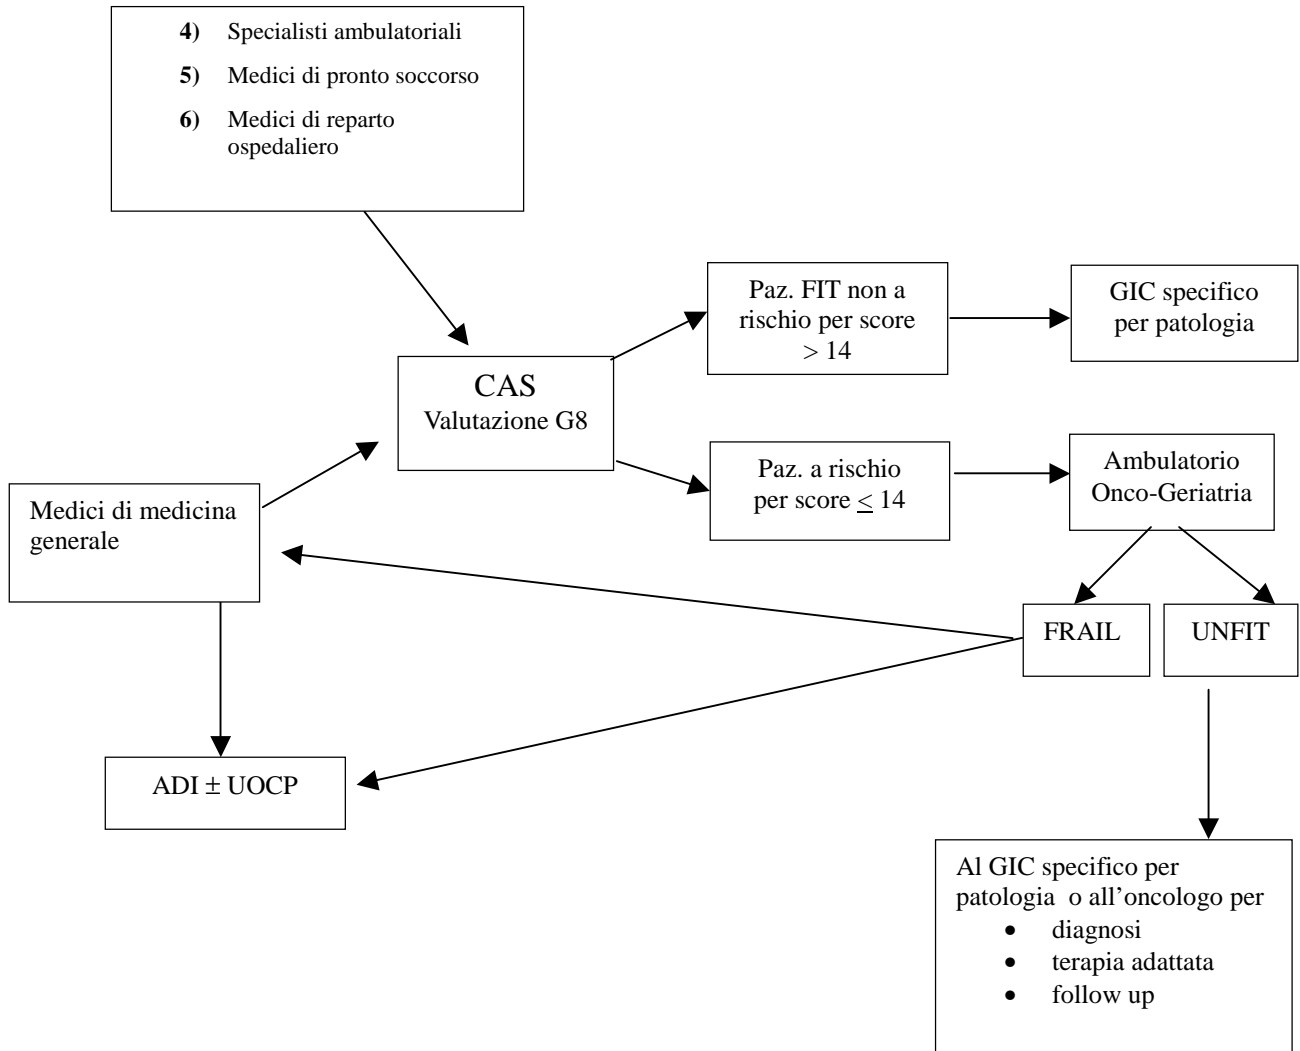 4) Specialisti ambulatoriali
5) Medici di pronto soccorso
6) Medici di reparto
ospedaliero
Paz. FIT non a
rischio per score
> 14
GIC specifico
per patologia
CAS
Valutazione G8
Paz. a rischio
per score ≤ 14
Ambulatorio
Onco-Geriatria
Medici di medicina
generale
FRAIL
UNFIT
ADI ± UOCP
Al GIC specifico per
patologia o all’oncologo per
• diagnosi
• terapia adattata
• follow up